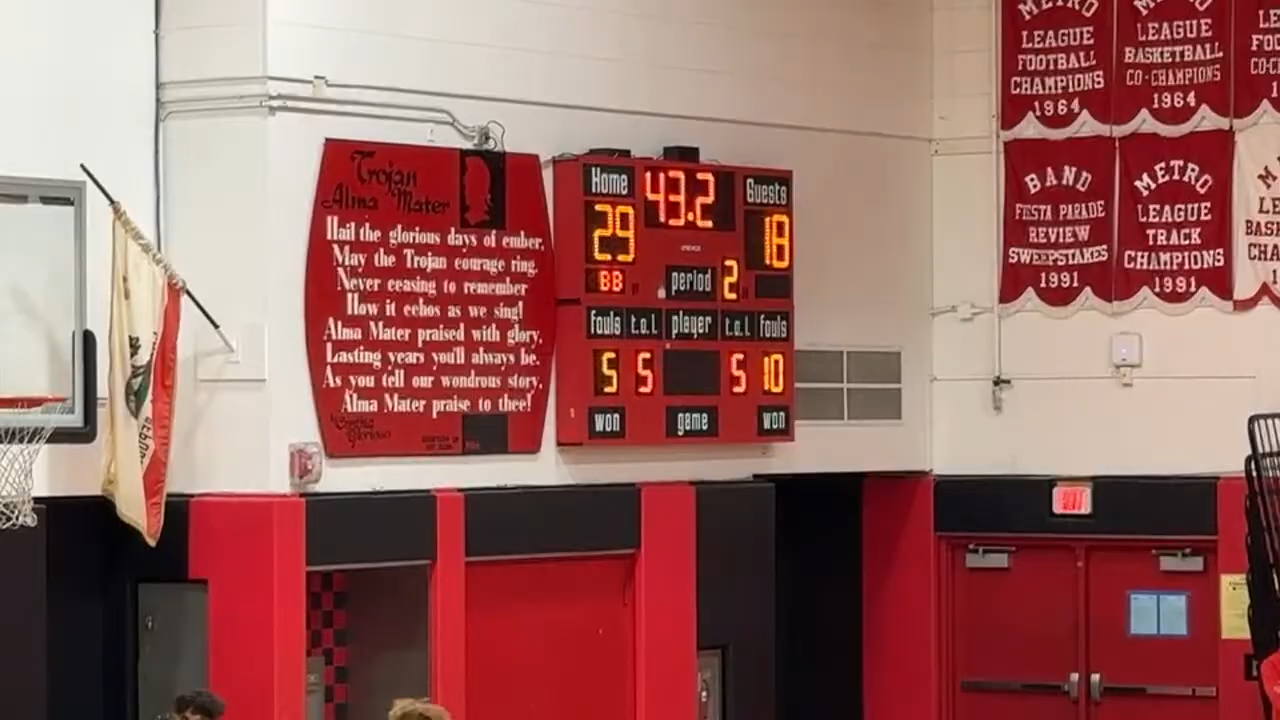 Trojan
Alma Mater
Hail the glorious days of ember,
May the Trojan courage ring.
Never ceasing to remember
How it echos as we sing!
Alma Mater praised with glory,
Lasting years you'll always be.
As you tell our wondrous story,
Alma Mater praise to thee!
Home
43.2
Guests
29
18
BB
period
2
fouls
t.o.l.
player
t.o.l.
fouls
5
5
5
10
won
game
won
METRO
LEAGUE
FOOTBALL
CHAMPIONS
1964
LEAGUE
BASKETBALL
CO-CHAMPIONS
1964
BAND
FIESTA PARADE
REVIEW
SWEEPSTAKES
1991
METRO
LEAGUE
TRACK
CHAMPIONS
1991
EXIT